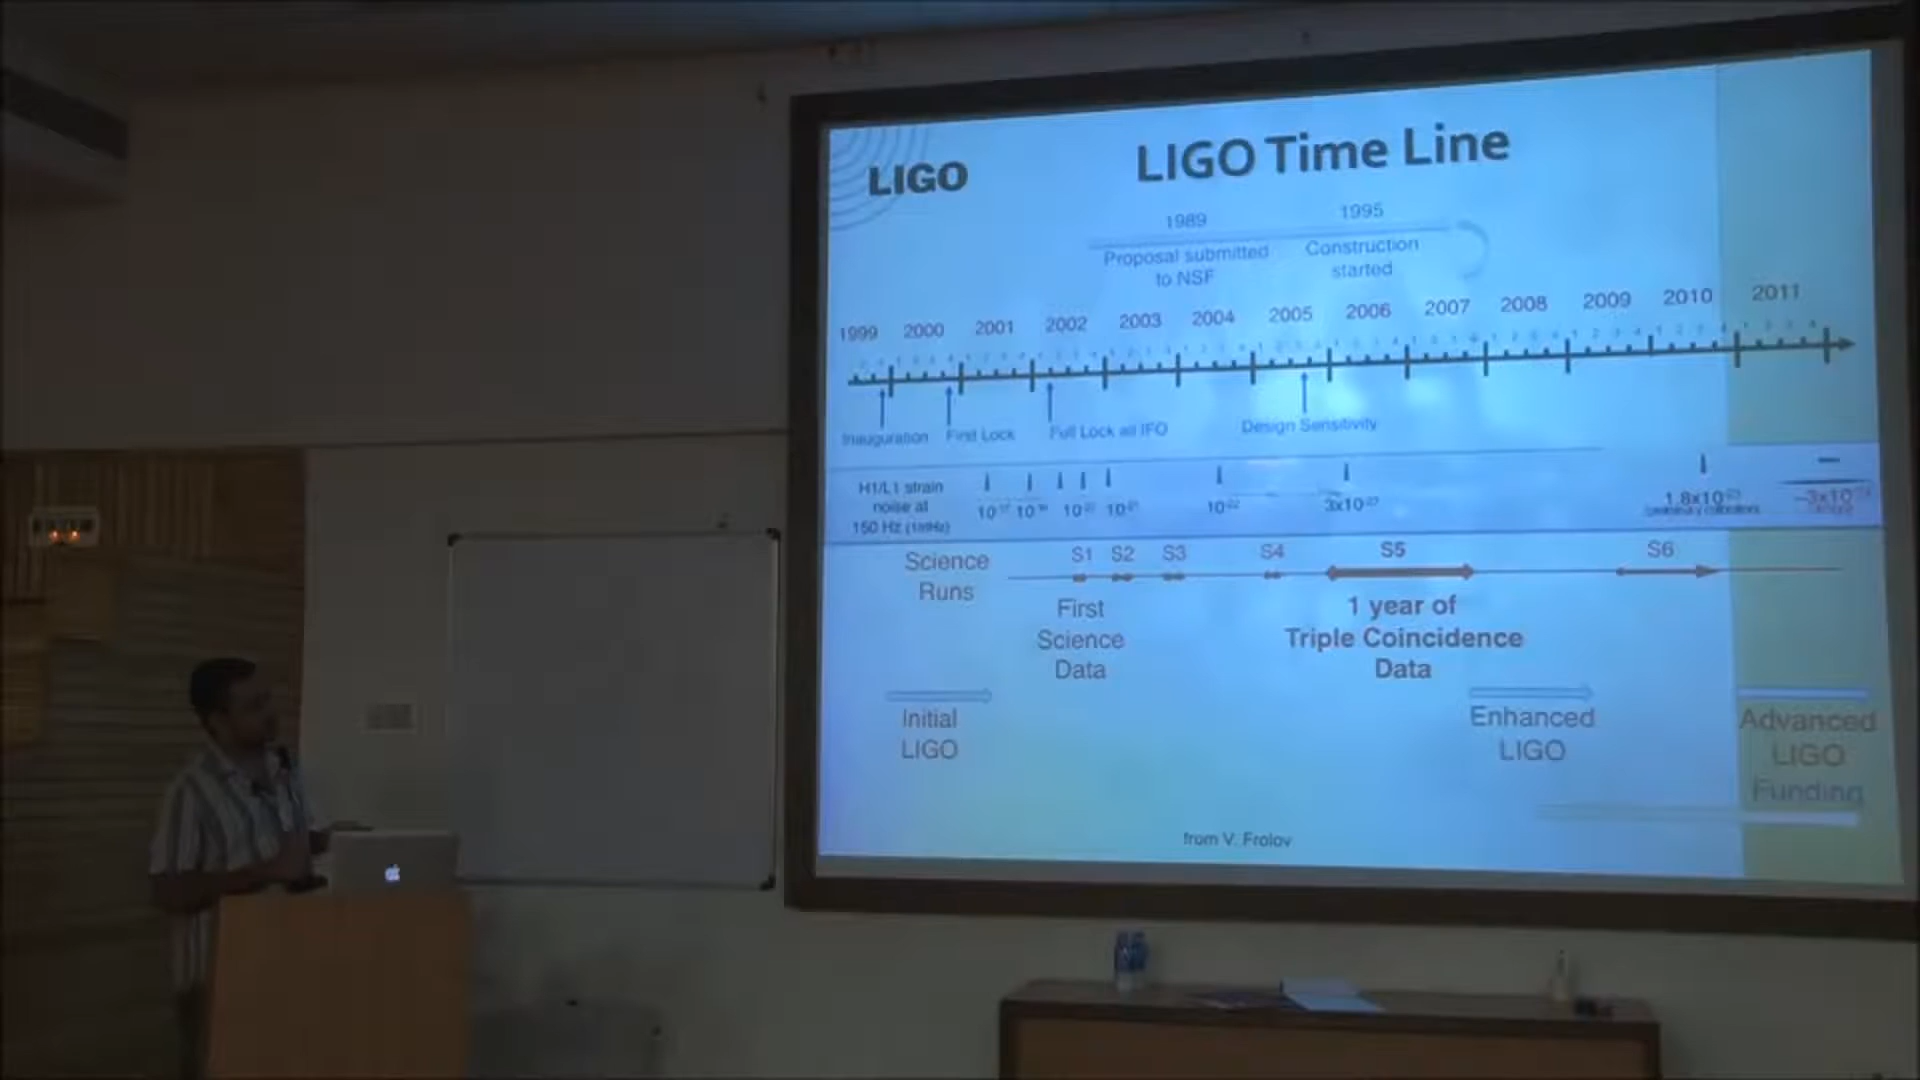 LIGO
LIGO Time Line
1989
1995
Proposal submitted
to NSF
Construction
started
1999 2000 2001 2002 2003 2004 2005 2006 2007 2008 2009 2010 2011
Inauguration
First Lock
Full Lock all IFO
Design Sensitivity
H1/L1 strain
noise at
150 Hz
3x10
1.8x10
~3x10
Science
Runs
S1 S2 S3 S4 S5 S6
First
Science
Data
1 year of
Triple Coincidence
Data
Initial
LIGO
Enhanced
LIGO
Advanced
LIGO
Funding
from V. Frolov